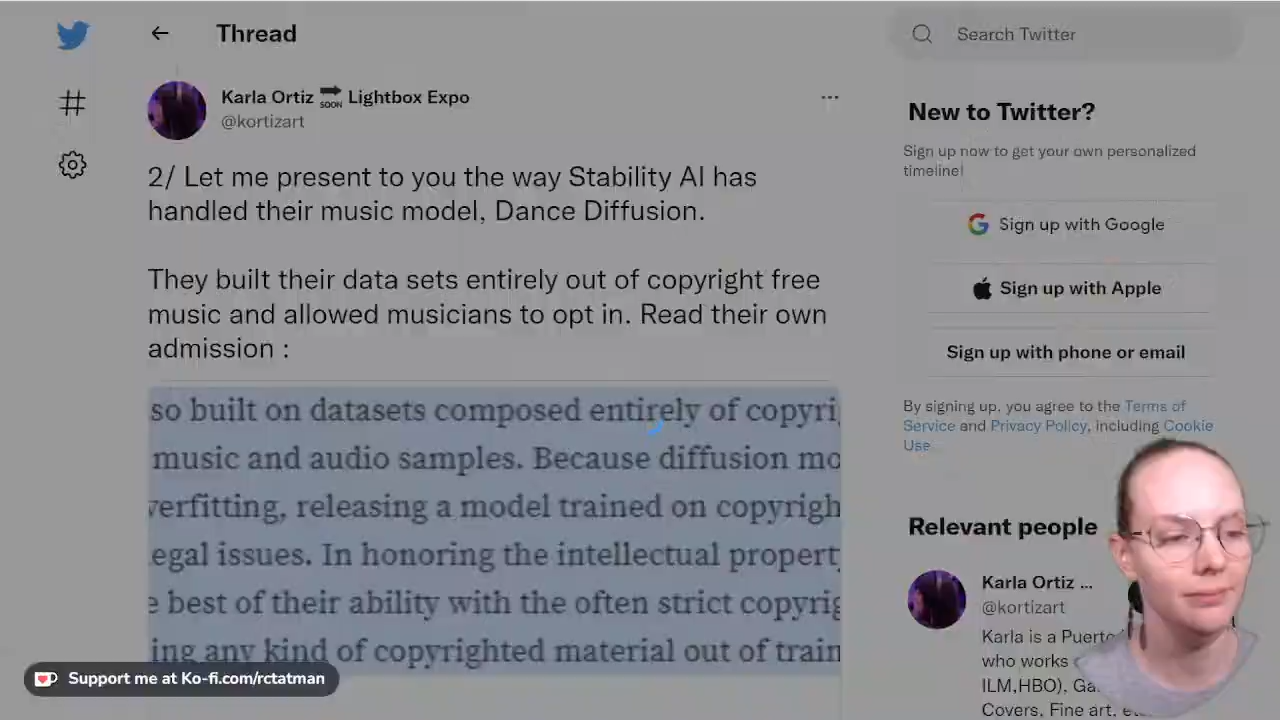 Thread
Search Twitter
Karla Ortiz SOON Lightbox Expo
@kortizart
2/ Let me present to you the way Stability AI has
handled their music model, Dance Diffusion.
They built their data sets entirely out of copyright free
music and allowed musicians to opt in. Read their own
admission :
so built on datasets composed entirely of copyri
music and audio samples. Because diffusion mo
verfitting, releasing a model trained on copyrigh
egal issues. In honoring the intellectual property
e best of their ability with the often strict copyrig
ing any kind of copyrighted material out of train
New to Twitter?
Sign up now to get your own personalized
timeline!
Sign up with Google
Sign up with Apple
Sign up with phone or email
By signing up, you agree to the Terms of
Service and Privacy Policy, including Cookie
Use.
Relevant people
Karla Ortiz ...
@kortizart
Karla is a Puerto
who works
ILM,HBO), Ga
Covers, Fine art, etc
Support me at Ko-fi.com/rctatman